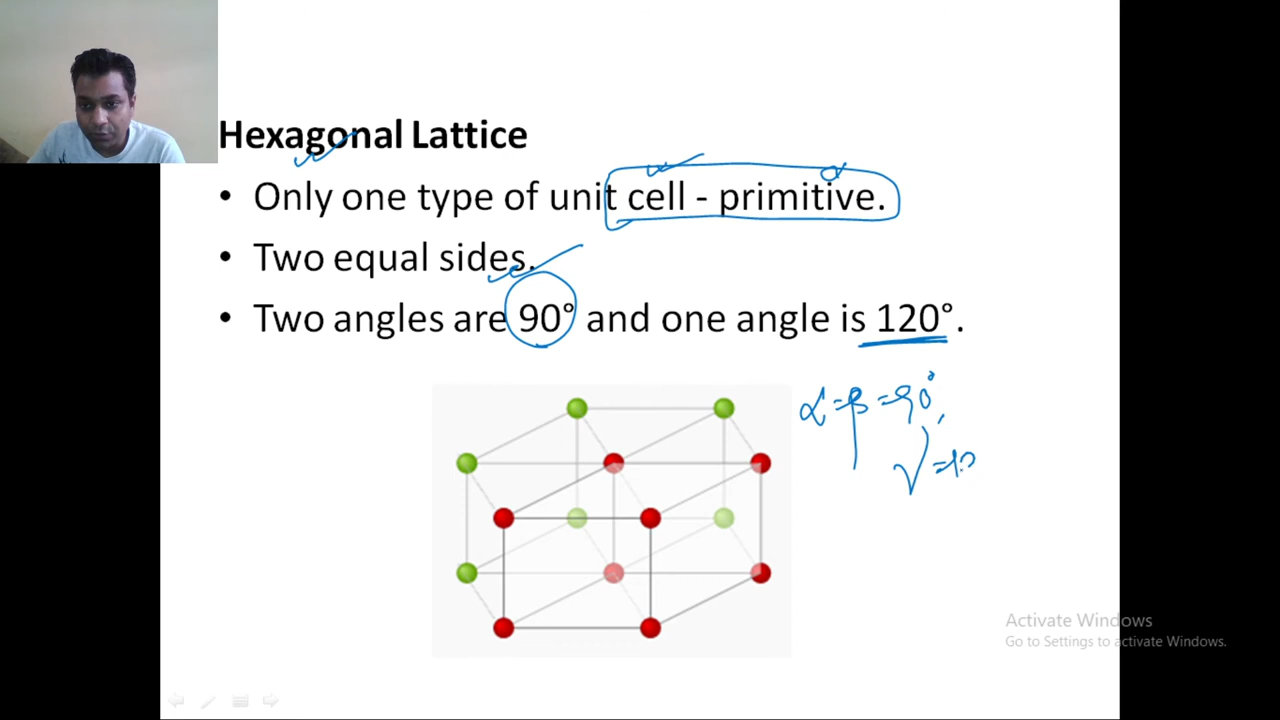 Hexagonal Lattice
• Only one type of unit cell - primitive.
• Two equal sides.
• Two angles are 90° and one angle is 120°.
α = β = 90°,
Activate Windows
Go to Settings to activate Windows.